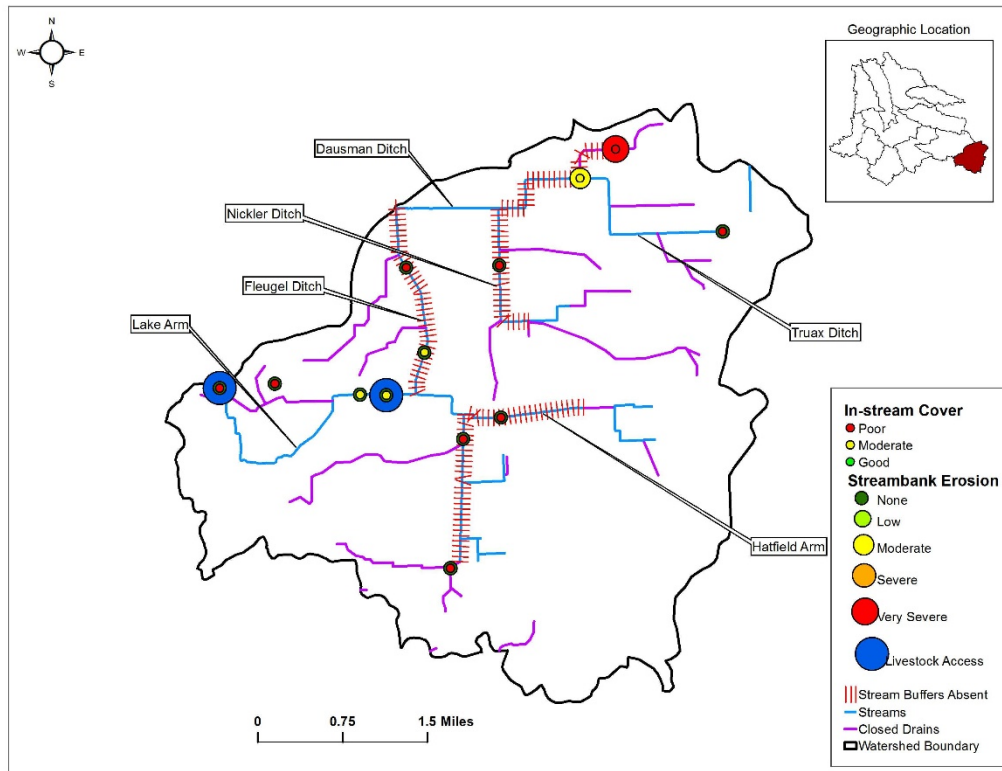 N
W E
S
Geographic Location
Dausman Ditch
Nickler Ditch
Fleugel Ditch
Lake Arm
Truax Ditch
Hatfield Arm
In-stream Cover
Poor
Moderate
Good
Streambank Erosion
None
Low
Moderate
Severe
Very Severe
Livestock Access
Stream Buffers Absent
Streams
Closed Drains
Watershed Boundary
0 0.75 1.5 Miles